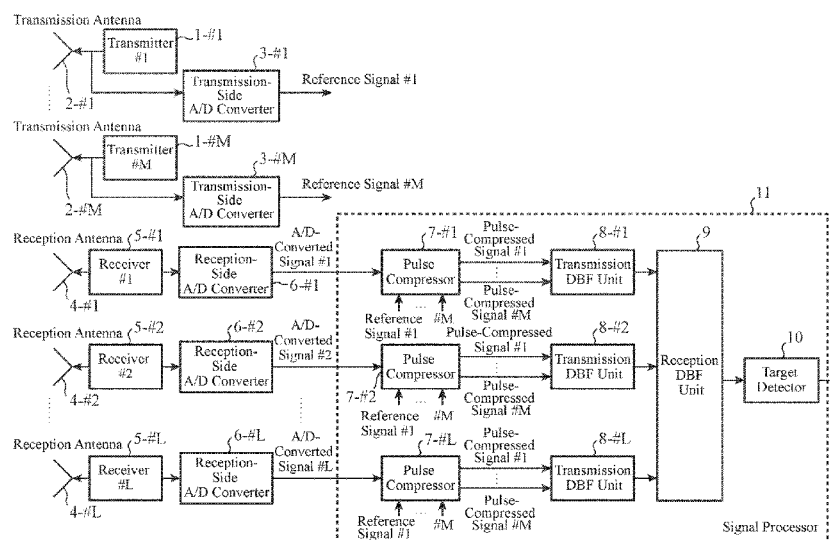 Transmission Antenna
Transmitter
#1
1-#1
3-#1
Transmission-
Side
A/D Converter
Reference Signal #1
2-#1
Transmission Antenna
Transmitter
#M
1-#M
3-#M
Transmission-
Side
A/D Converter
Reference Signal #M
2-#M
11
Reception Antenna
5-#1
Receiver
#1
4-#1
Reception-Side
A/D Converter
6-#1
A/D-
Converted
Signal #1
7-#1
Pulse
Compressor
Reference
Signal #1
...
#M
Pulse-
Compressed
Signal #1
Pulse-
Compressed
Signal #M
8-#1
Transmission
DBF Unit
9
Reception
DBF
Unit
Reception Antenna
5-#2
Receiver
#2
4-#2
6-#2
Reception-Side
A/D Converter
A/D-
Converted
Signal #2
7-#2
Pulse
Compressor
Reference
Signal #1
...
#M
Pulse-Compressed
Signal #1
Pulse-
Compressed
Signal #M
8-#2
Transmission
DBF Unit
10
Target
Detector
Reception Antenna
5-#L
Receiver
#L
4-#L
6-#L
Reception-Side
A/D Converter
A/D-
Converted
Signal #L
7-#L
Pulse
Compressor
Reference
Signal #1
...
#M
Pulse-
Compressed
Signal #1
Pulse-
Compressed
Signal #M
8-#L
Transmission
DBF Unit
Signal Processor